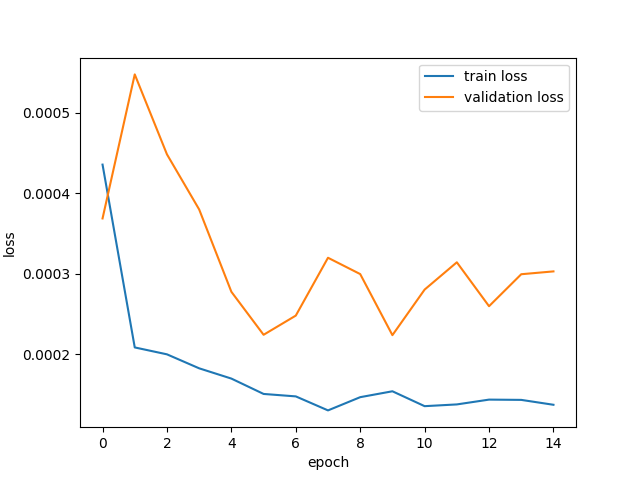 train loss
validation loss
0.0005
0.0004
0.0003
0.0002
loss
0 2 4 6 8 10 12 14
epoch